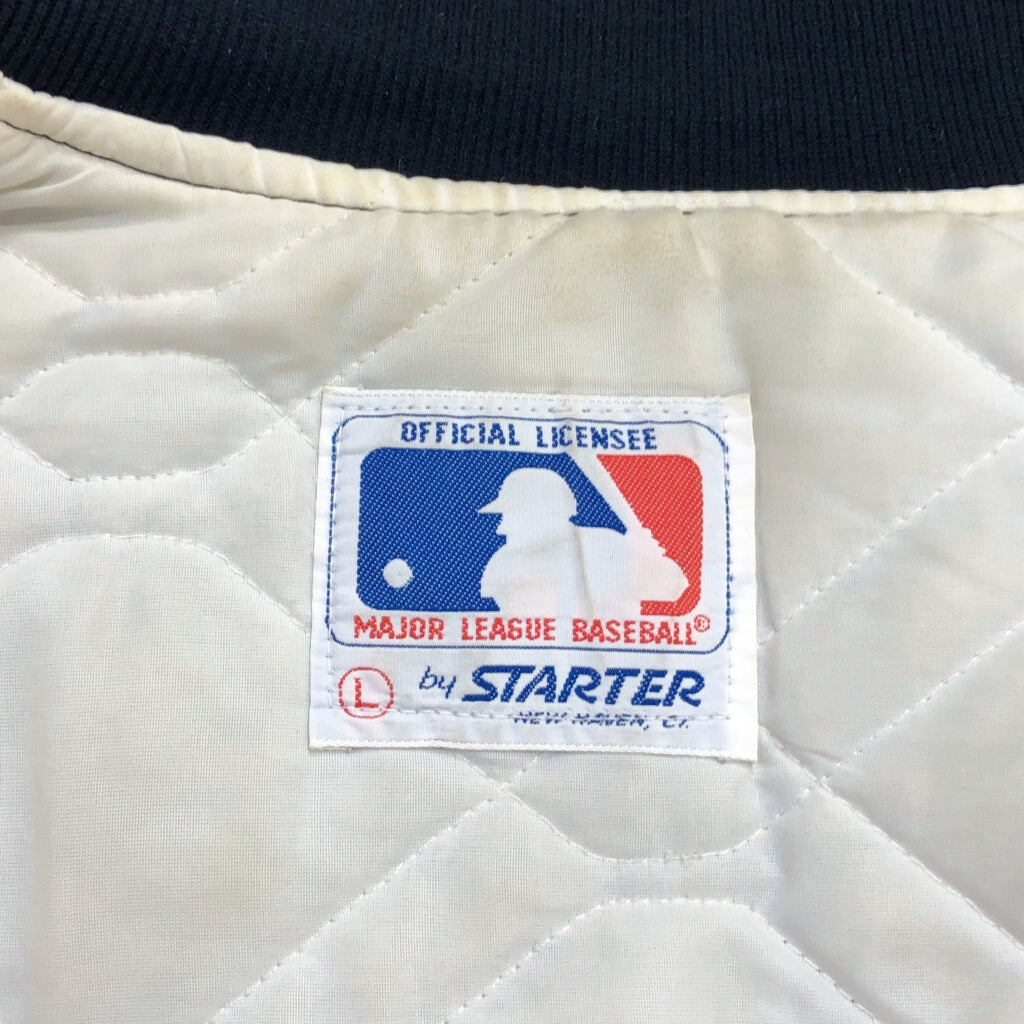 OFFICIAL LICENSEE
MAJOR LEAGUE BASEBALL®
L by STARTER
NEW HAVEN, CT.